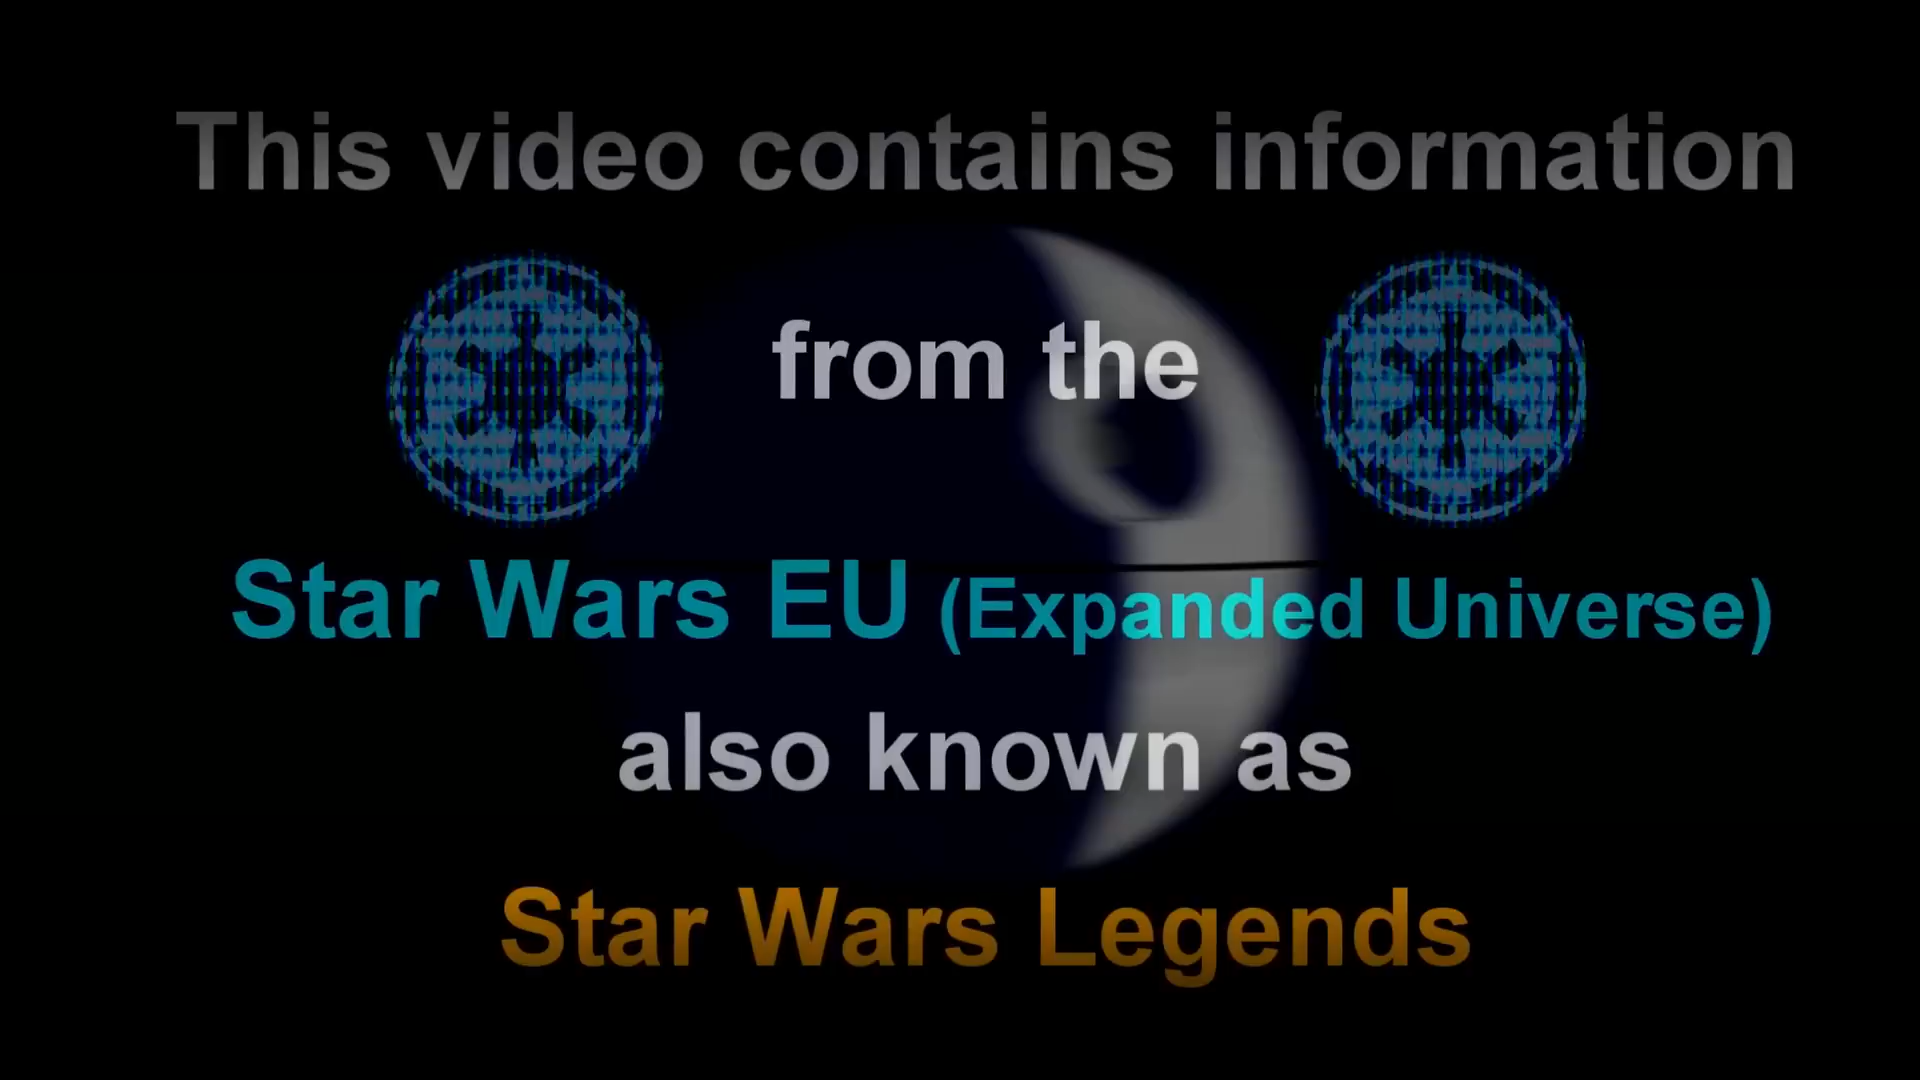 This video contains information
from the
Star Wars EU (Expanded Universe)
also known as
Star Wars Legends